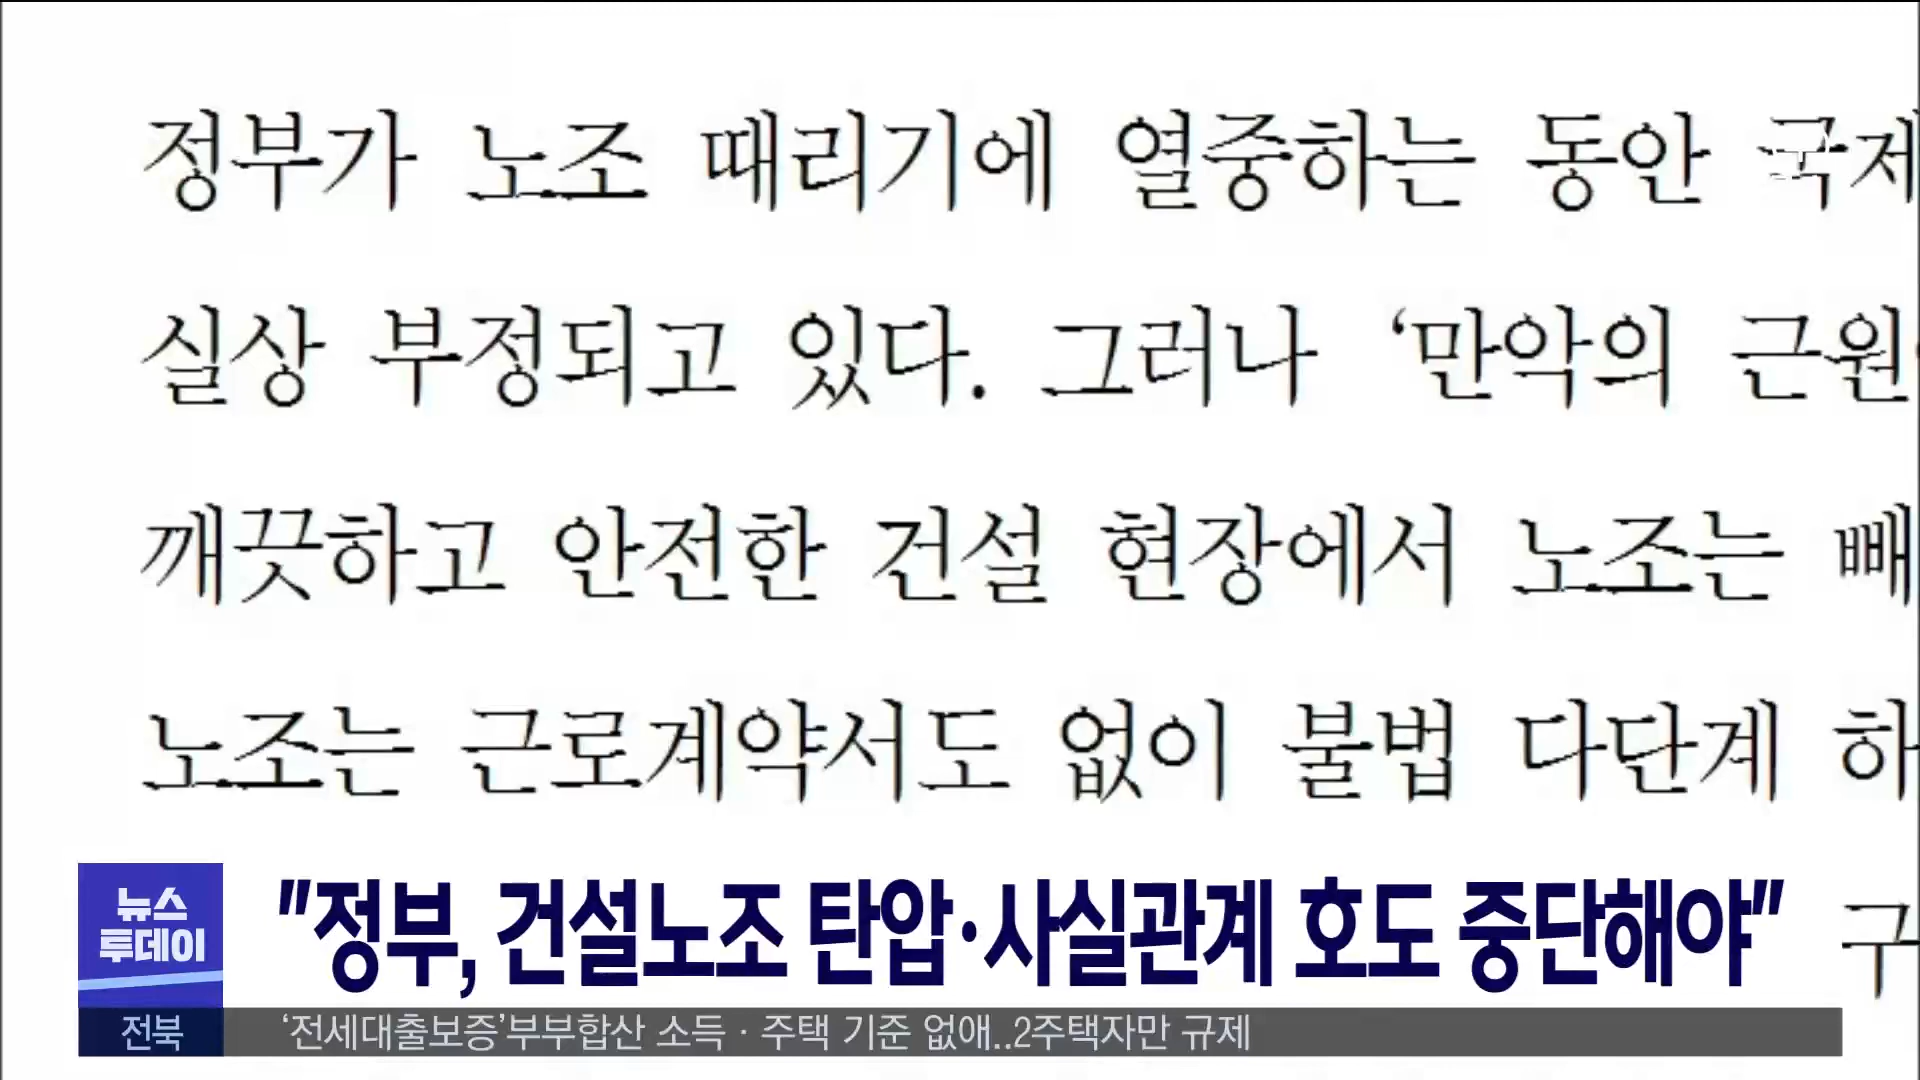 정부가 노조 때리기에 열중하는 동안 국제
실상 부정되고 있다. 그러나 ‘만악의 근원
깨끗하고 안전한 건설 현장에서 노조는 빼
노조는 근로계약서도 없이 불법 다단계 하
구
뉴스
투데이
"정부, 건설노조 탄압·사실관계 호도 중단해야"
전북
‘전세대출보증’부부합산 소득 · 주택 기준 없애..2주택자만 규제